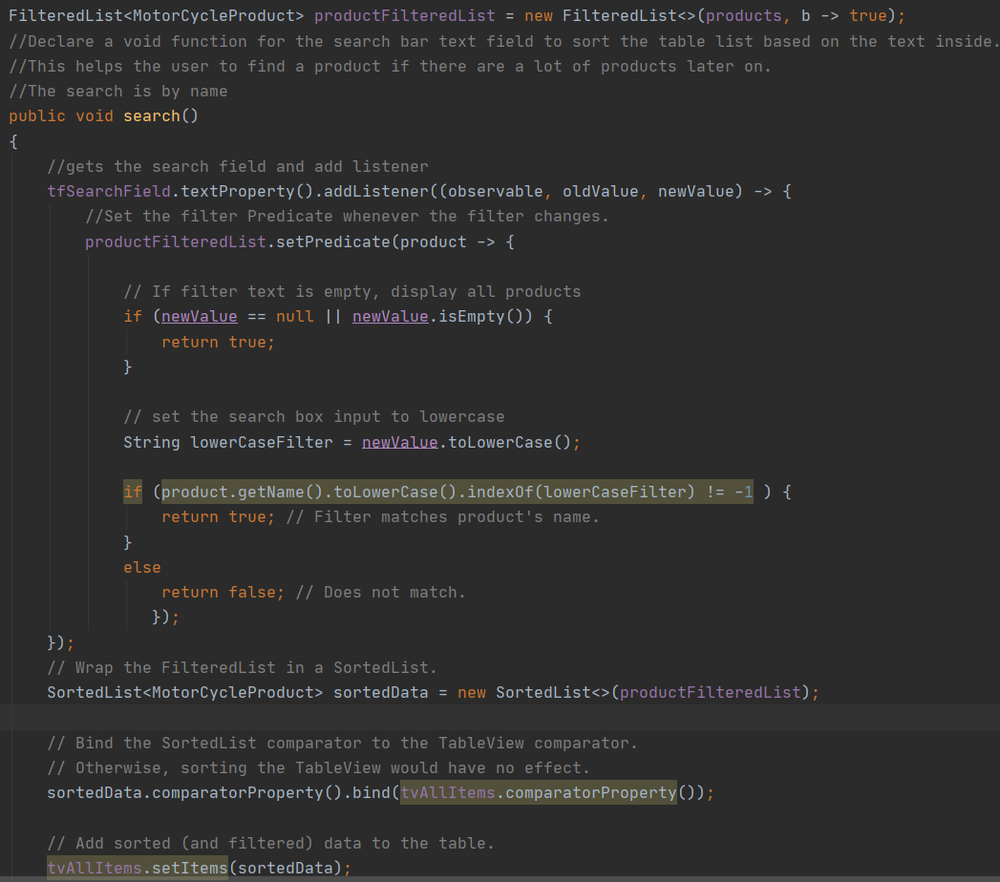 FilteredList<MotorCycleProduct> productFilteredList = new FilteredList<>(products, b -> true);
//Declare a void function for the search bar text field to sort the table list based on the text inside.
//This helps the user to find a product if there are a lot of products later on.
//The search is by name
public void search()
{
    //gets the search field and add listener
    tfSearchField.textProperty().addListener((observable, oldValue, newValue) -> {
        //Set the filter Predicate whenever the filter changes.
        productFilteredList.setPredicate(product -> {
            // If filter text is empty, display all products
            if (newValue == null || newValue.isEmpty()) {
                return true;
            }
            // set the search box input to lowercase
            String lowerCaseFilter = newValue.toLowerCase();
            if (product.getName().toLowerCase().indexOf(lowerCaseFilter) != -1 ) {
                return true; // Filter matches product's name.
            }
            else
                return false; // Does not match.
               });
    });
    // Wrap the FilteredList in a SortedList.
    SortedList<MotorCycleProduct> sortedData = new SortedList<>(productFilteredList);
    // Bind the SortedList comparator to the TableView comparator.
    // Otherwise, sorting the TableView would have no effect.
    sortedData.comparatorProperty().bind(tvAllItems.comparatorProperty());
    // Add sorted (and filtered) data to the table.
    tvAllItems.setItems(sortedData);